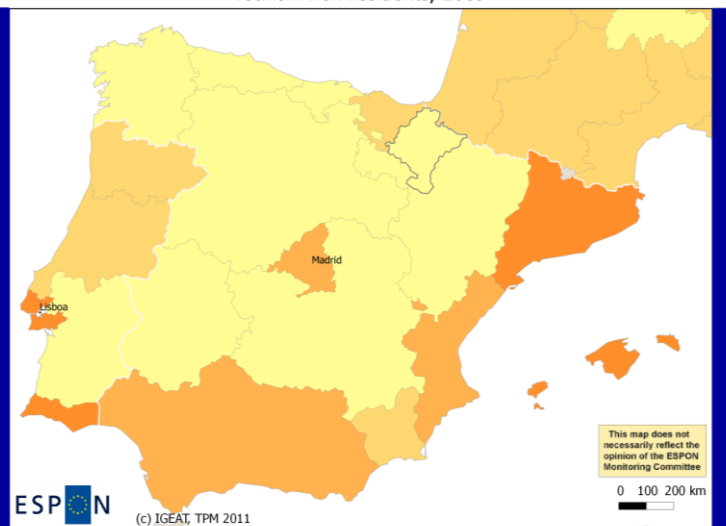 Madrid
Lisboa
This map does not
necessarily reflect the
opinion of the ESPON
Monitoring Committee
0 100 200 km
ESPON
(c) IGEAT, TPM 2011